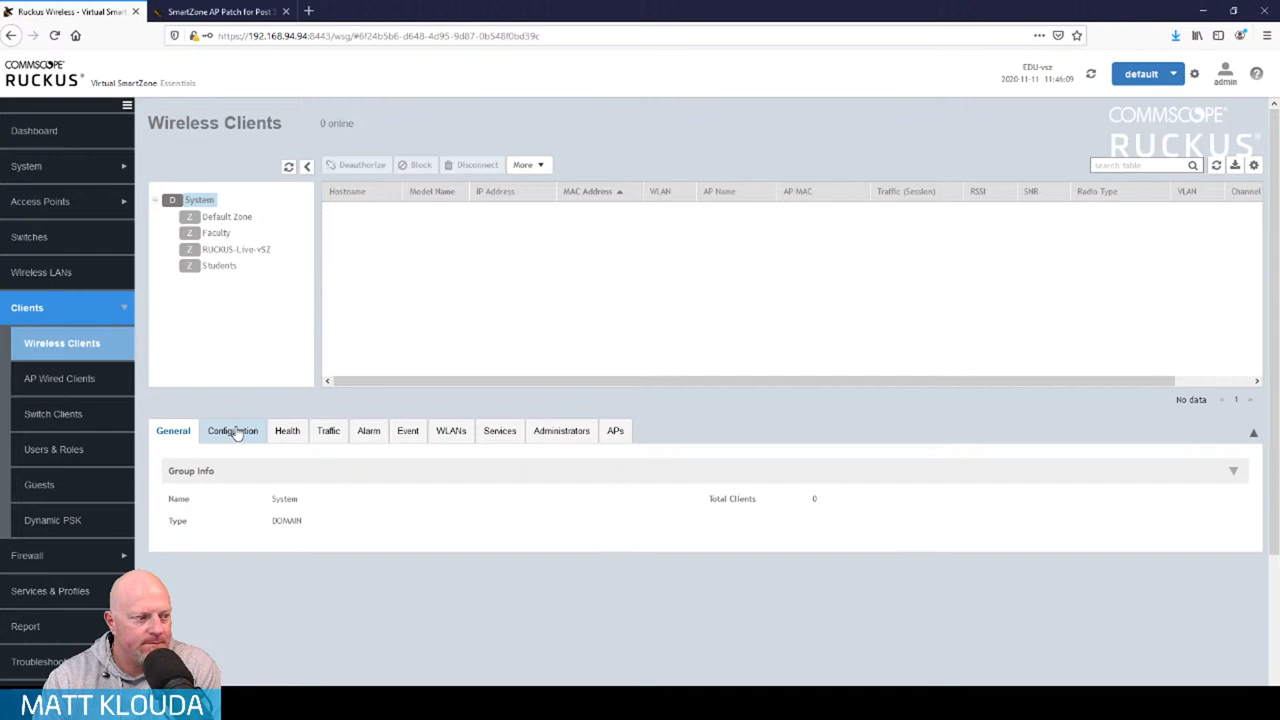 Ruckus Wireless - Virtual Smart
SmartZone AP Patch for Post
https://192.168.94.94:8443/wsg/#6f24b5b6-d648-4d95-9d87-0b548f0bd39c
COMMSCOPE
RUCKUS
Virtual SmartZone Essentials
EDU-vsz
2020-11-11 11:46:09
default
admin
Dashboard
System
Access Points
Switches
Wireless LANs
Clients
Wireless Clients
AP Wired Clients
Switch Clients
Users & Roles
Guests
Dynamic PSK
Firewall
Services & Profiles
Report
Wireless Clients 0 online
COMMSCOPE
RUCKUS
Deauthorize Block Disconnect More
search table
D System
Z Default Zone
Z Faculty
Z RUCKUS-Live-vSZ
Z Students
Hostname Model Name IP Address MAC Address WLAN AP Name AP MAC Traffic (Session) RSSI SNR Radio Type VLAN Channel
No data 1
General Configuration Health Traffic Alarm Event WLANs Services Administrators APs
Group Info
Name System Total Clients 0
Type DOMAIN
MATT KLOUDA